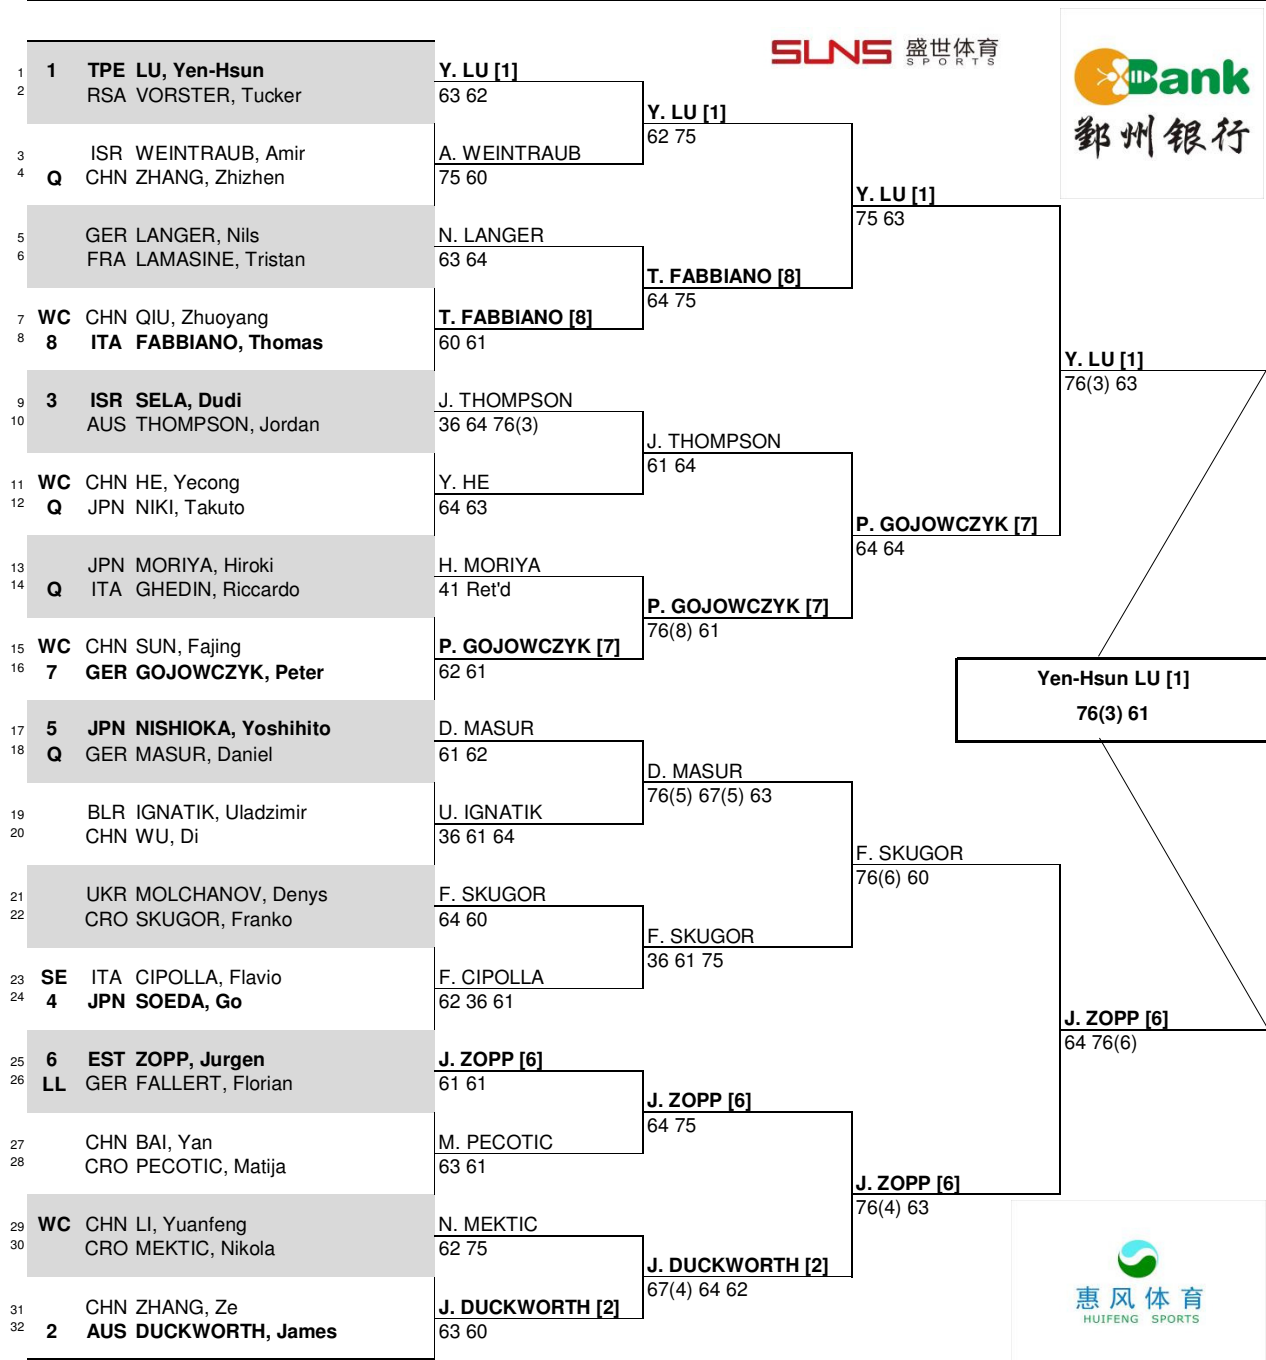 SUNS 盛世体育
SPORTS
Bank
鄞州银行
1 1 TPE LU, Yen-Hsun
2 RSA VORSTER, Tucker
3 ISR WEINTRAUB, Amir
4 Q CHN ZHANG, Zhizhen
5 GER LANGER, Nils
6 FRA LAMASINE, Tristan
7 WC CHN QIU, Zhuoyang
8 8 ITA FABBIANO, Thomas
9 3 ISR SELA, Dudi
10 AUS THOMPSON, Jordan
11 WC CHN HE, Yecong
12 Q JPN NIKI, Takuto
13 JPN MORIYA, Hiroki
14 Q ITA GHEDIN, Riccardo
15 WC CHN SUN, Fajing
16 7 GER GOJOWCZYK, Peter
17 5 JPN NISHIOKA, Yoshihito
18 Q GER MASUR, Daniel
19 BLR IGNATIK, Uladzimir
20 CHN WU, Di
21 UKR MOLCHANOV, Denys
22 CRO SKUGOR, Franko
23 SE ITA CIPOLLA, Flavio
24 4 JPN SOEDA, Go
25 6 EST ZOPP, Jurgen
26 LL GER FALLERT, Florian
27 CHN BAI, Yan
28 CRO PECOTIC, Matija
29 WC CHN LI, Yuanfeng
30 CRO MEKTIC, Nikola
31 CHN ZHANG, Ze
32 2 AUS DUCKWORTH, James
Y. LU [1]
63 62
A. WEINTRAUB
75 60
N. LANGER
63 64
T. FABBIANO [8]
60 61
J. THOMPSON
36 64 76(3)
Y. HE
64 63
H. MORIYA
41 Ret'd
P. GOJOWCZYK [7]
62 61
D. MASUR
61 62
U. IGNATIK
36 61 64
F. SKUGOR
64 60
F. CIPOLLA
62 36 61
J. ZOPP [6]
61 61
M. PECOTIC
63 61
N. MEKTIC
62 75
J. DUCKWORTH [2]
63 60
Y. LU [1]
62 75
T. FABBIANO [8]
64 75
J. THOMPSON
61 64
P. GOJOWCZYK [7]
76(8) 61
D. MASUR
76(5) 67(5) 63
F. SKUGOR
36 61 75
J. ZOPP [6]
64 75
J. DUCKWORTH [2]
67(4) 64 62
Y. LU [1]
75 63
P. GOJOWCZYK [7]
64 64
F. SKUGOR
76(6) 60
J. ZOPP [6]
76(4) 63
Y. LU [1]
76(3) 63
J. ZOPP [6]
64 76(6)
Yen-Hsun LU [1]
76(3) 61
惠风体育
HUIFENG SPORTS